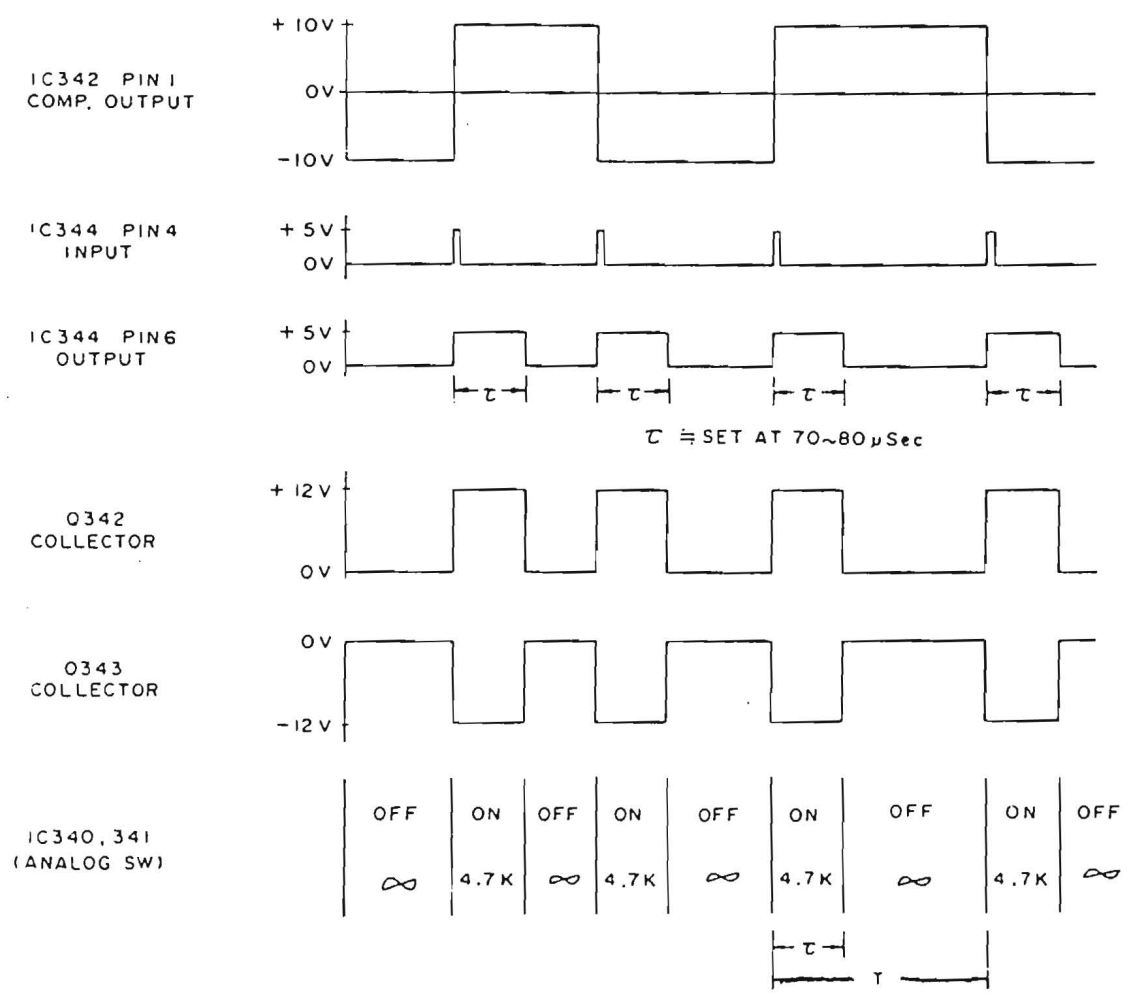 +10V
IC342 PIN 1
COMP. OUTPUT
0V
-10V
IC344 PIN4
INPUT
+5V
0V
IC344 PIN6
OUTPUT
+5V
0V
τ τ τ τ
τ ≒ SET AT 70~80μSec
+12V
Q342
COLLECTOR
0V
0V
Q343
COLLECTOR
-12V
OFF ON OFF ON OFF ON OFF ON OFF
IC340,341
(ANALOG SW)
∞ 4.7K ∞ 4.7K ∞ 4.7K ∞ 4.7K ∞
τ
T